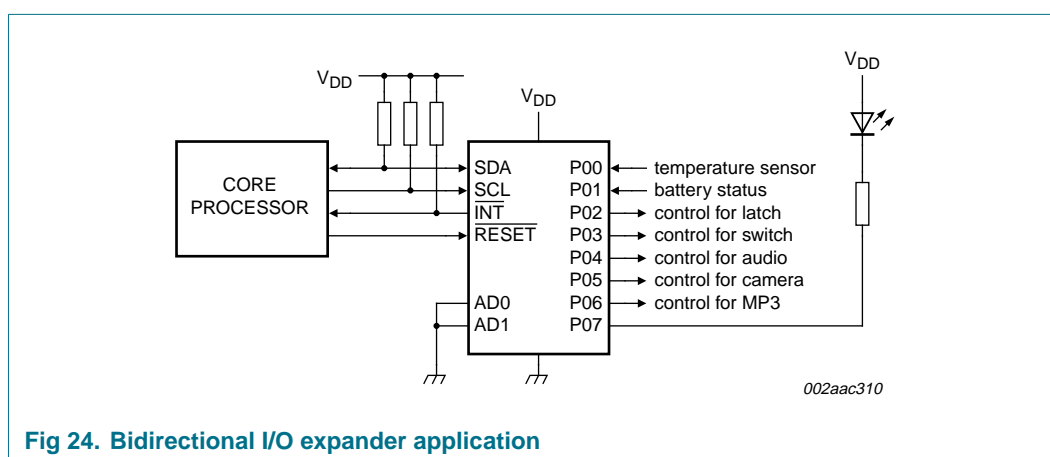 VDD
VDD
VDD
CORE
PROCESSOR
SDA
SCL
INT
RESET
AD0
AD1
P00
P01
P02
P03
P04
P05
P06
P07
temperature sensor
battery status
control for latch
control for switch
control for audio
control for camera
control for MP3
002aac310
Fig 24. Bidirectional I/O expander application